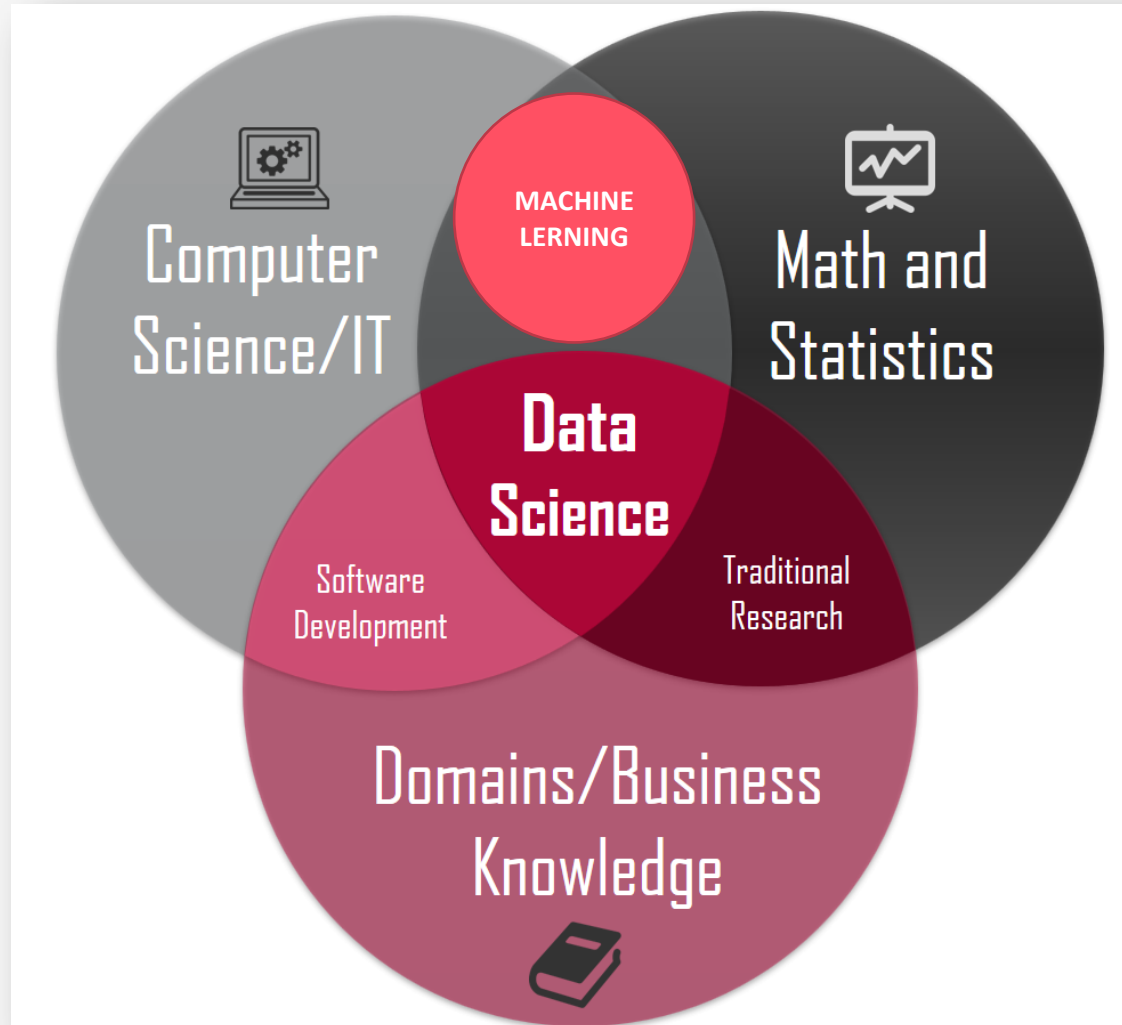 MACHINE
LERNING
Computer
Science/IT
Math and
Statistics
Data
Science
Software
Development
Traditional
Research
Domains/Business
Knowledge